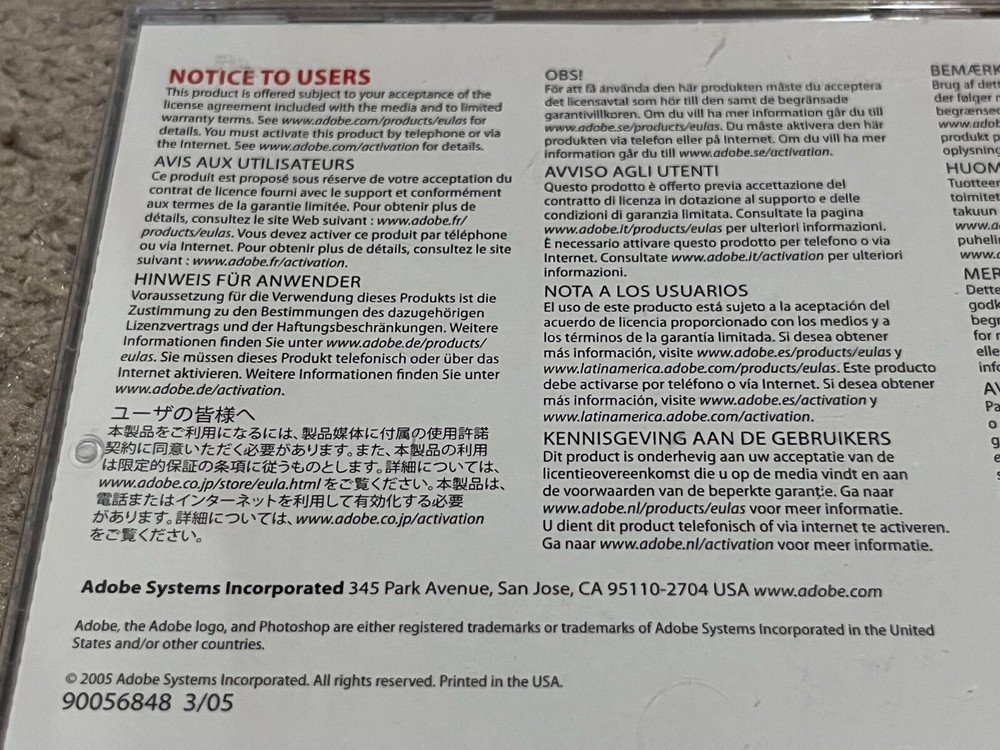 NOTICE TO USERS
This product is offered subject to your acceptance of the
license agreement included with the media and to limited
warranty terms. See www.adobe.com/products/eulas for
details. You must activate this product by telephone or via
the Internet. See www.adobe.com/activation for details.
AVIS AUX UTILISATEURS
Ce produit est proposé sous réserve de votre acceptation du
contrat de licence fourni avec le support et conformément
aux termes de la garantie limitée. Pour obtenir plus de
détails, consultez le site Web suivant : www.adobe.fr/
products/eulas. Vous devez activer ce produit par téléphone
ou via Internet. Pour obtenir plus de détails, consultez le site
suivant : www.adobe.fr/activation.
HINWEIS FÜR ANWENDER
Voraussetzung für die Verwendung dieses Produkts ist die
Zustimmung zu den Bestimmungen des dazugehörigen
Lizenzvertrags und der Haftungsbeschränkungen. Weitere
Informationen finden Sie unter www.adobe.de/products/
eulas. Sie müssen dieses Produkt telefonisch oder über das
Internet aktivieren. Weitere Informationen finden Sie unter
www.adobe.de/activation.
ユーザの皆様へ
本製品をご利用になるには、製品媒体に付属の使用許諾
契約に同意いただく必要があります。また、本製品の利用
は限定的保証の条項に従うものとします。詳細については、
www.adobe.co.jp/store/eula.html をご覧ください。本製品は、
電話またはインターネットを利用して有効化する必要
があります。詳細については、www.adobe.co.jp/activation
をご覧ください。
OBS!
För att få använda den här produkten måste du acceptera
det licensavtal som hör till den samt de begränsade
garantivillkoren. Om du vill ha mer information går du till
www.adobe.se/products/eulas. Du måste aktivera den här
produkten via telefon eller på Internet. Om du vill ha mer
information går du till www.adobe.se/activation.
AVVISO AGLI UTENTI
Questo prodotto è offerto previa accettazione del
contratto di licenza in dotazione al supporto e delle
condizioni di garanzia limitata. Consultate la pagina
www.adobe.it/products/eulas per ulteriori informazioni.
È necessario attivare questo prodotto per telefono o via
Internet. Consultate www.adobe.it/activation per ulteriori
informazioni.
NOTA A LOS USUARIOS
El uso de este producto está sujeto a la aceptación del
acuerdo de licencia proporcionado con los medios y a
los términos de la garantía limitada. Si desea obtener
más información, visite www.adobe.es/products/eulas y
www.latinamerica.adobe.com/products/eulas. Este producto
debe activarse por teléfono o vía Internet. Si desea obtener
más información, visite www.adobe.es/activation y
www.latinamerica.adobe.com/activation.
KENNISGEVING AAN DE GEBRUIKERS
Dit product is onderhevig aan uw acceptatie van de
licentieovereenkomst die u op de media vindt en aan
de voorwaarden van de beperkte garantie. Ga naar
www.adobe.nl/products/eulas voor meer informatie.
U dient dit product telefonisch of via internet te activeren.
Ga naar www.adobe.nl/activation voor meer informatie.
BEMÆRK
Brug af dett
der følger
begrænsed
www.adob
produkt p
oplysning
HUOM
Tuotteen
toimitet
takuun
www.a
puheli
www.
MER
Dette
godk
begr
for
elle
info
Pa
o
Adobe Systems Incorporated 345 Park Avenue, San Jose, CA 95110-2704 USA www.adobe.com
Adobe, the Adobe logo, and Photoshop are either registered trademarks or trademarks of Adobe Systems Incorporated in the United
States and/or other countries.
© 2005 Adobe Systems Incorporated. All rights reserved. Printed in the USA.
90056848 3/05